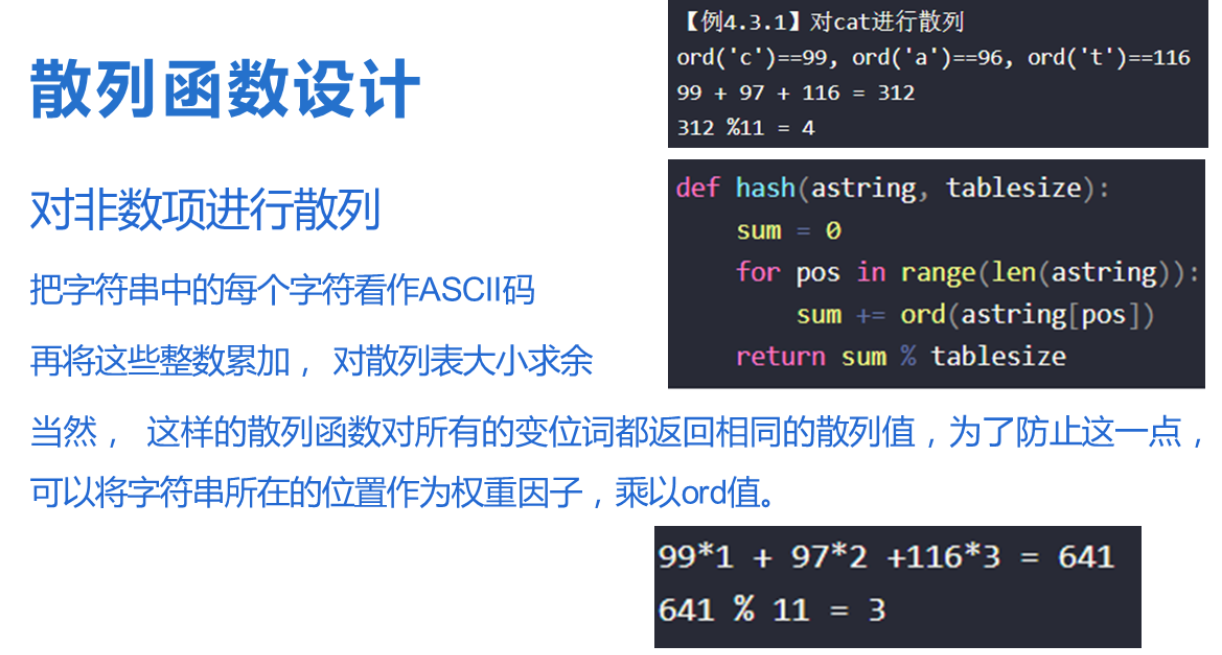 散列函数设计
对非数项进行散列
把字符串中的每个字符看作ASCII码
再将这些整数累加， 对散列表大小求余
【例4.3.1】对cat进行散列
ord('c')==99, ord('a')==96, ord('t')==116
99 + 97 + 116 = 312
312 %11 = 4
def hash(astring, tablesize):
    sum = 0
    for pos in range(len(astring)):
        sum += ord(astring[pos])
    return sum % tablesize
当然， 这样的散列函数对所有的变位词都返回相同的散列值，为了防止这一点，
可以将字符串所在的位置作为权重因子，乘以ord值。
99*1 + 97*2 +116*3 = 641
641 % 11 = 3